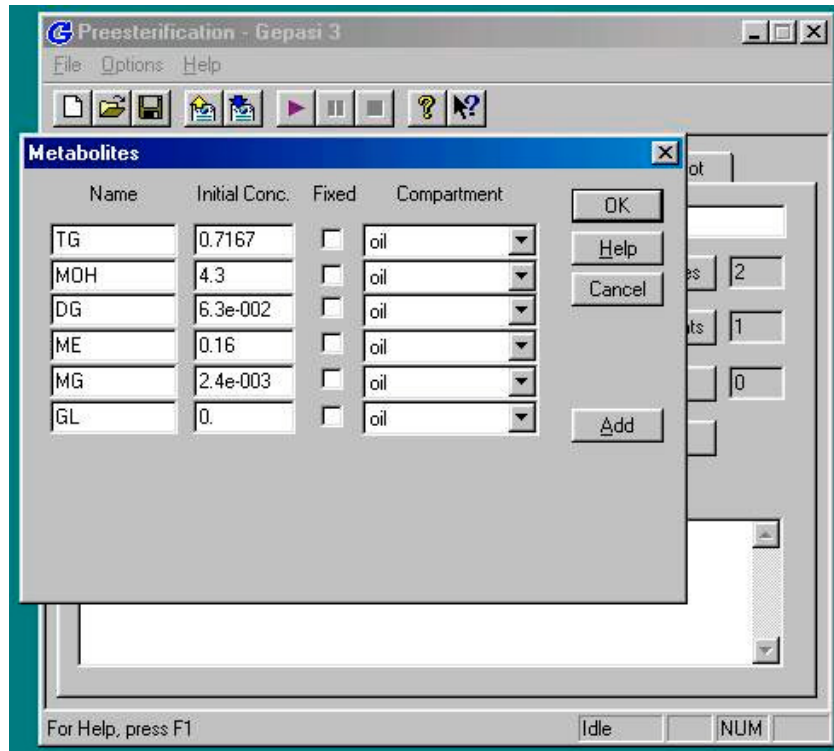 Preesterification - Gepasi 3
File Options Help
Metabolites
ot
Name Initial Conc. Fixed Compartment
OK
TG 0.7167 oil
Help
MOH 4.3 oil
es 2
Cancel
DG 6.3e-002 oil
ts 1
ME 0.16 oil
MG 2.4e-003 oil
0
GL 0. oil
Add
For Help, press F1 Idle NUM